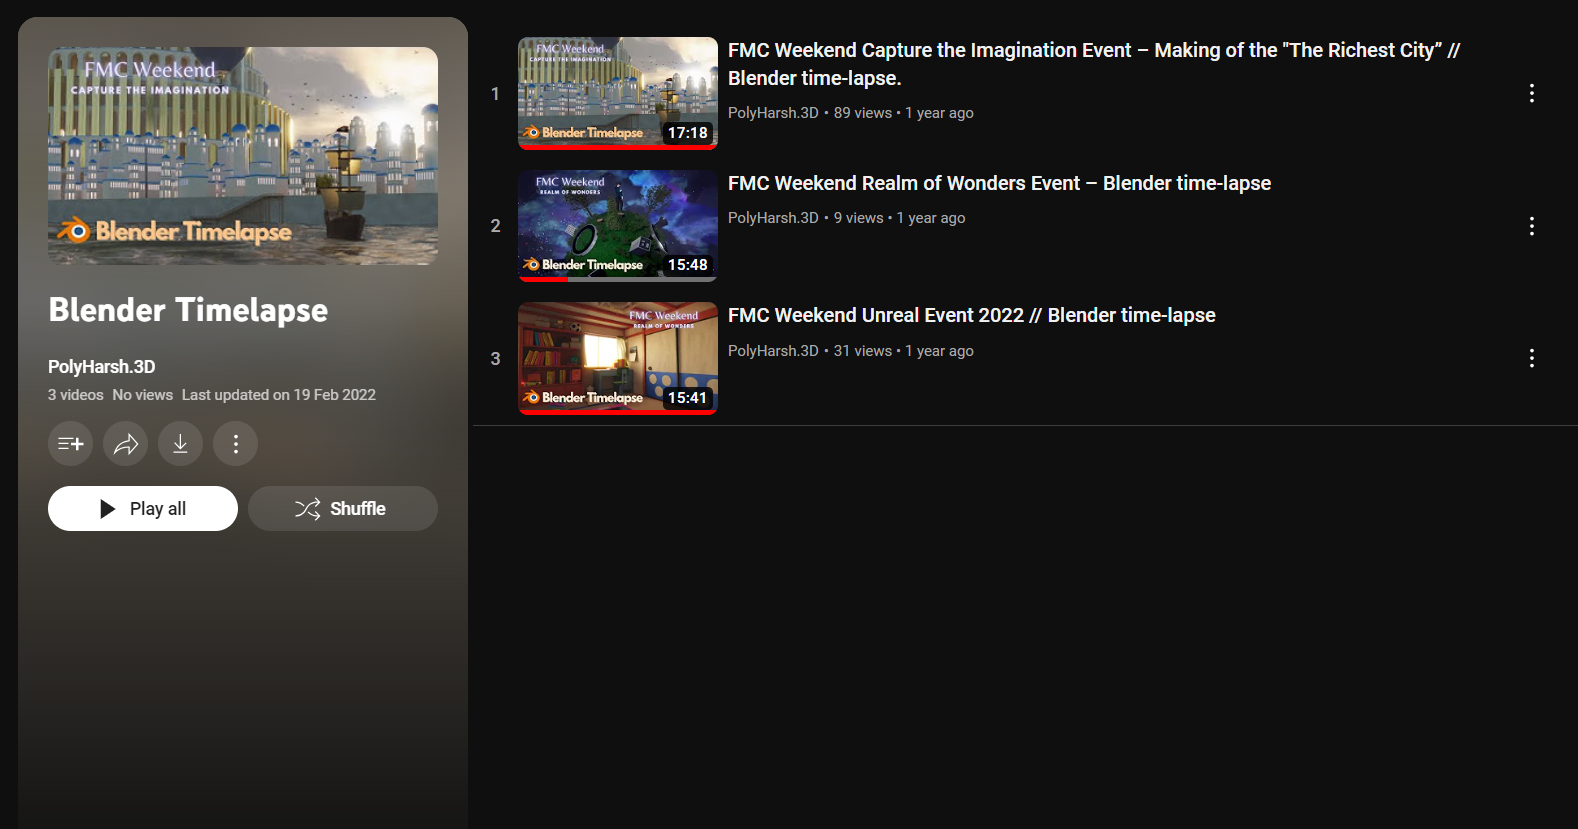 FMC Weekend
CAPTURE THE IMAGINATION
Blender Timelapse
Blender Timelapse
PolyHarsh.3D
3 videos No views Last updated on 19 Feb 2022
Play all
Shuffle
1
FMC Weekend
CAPTURE THE IMAGINATION
Blender Timelapse
17:18
FMC Weekend Capture the Imagination Event – Making of the "The Richest City” //
Blender time-lapse.
PolyHarsh.3D • 89 views • 1 year ago
2
FMC Weekend
REALM OF WONDERS
Blender Timelapse
15:48
FMC Weekend Realm of Wonders Event – Blender time-lapse
PolyHarsh.3D • 9 views • 1 year ago
3
FMC Weekend
REALM OF WONDERS
Blender Timelapse
15:41
FMC Weekend Unreal Event 2022 // Blender time-lapse
PolyHarsh.3D • 31 views • 1 year ago